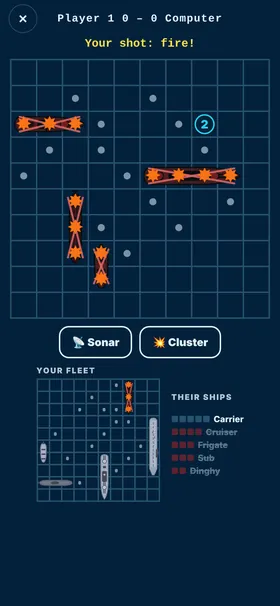 ×
Player 1 0 – 0 Computer
Your shot: fire!
2
📡 Sonar
💥 Cluster
YOUR FLEET
THEIR SHIPS
Carrier
Cruiser
Frigate
Sub
Dinghy